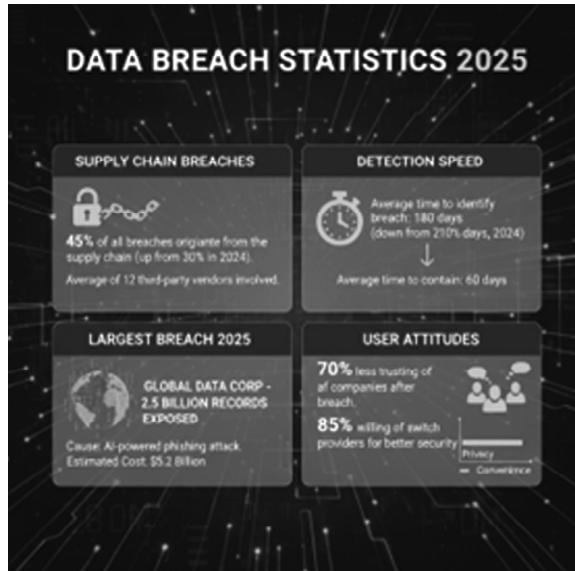 DATA BREACH STATISTICS 2025
SUPPLY CHAIN BREACHES
45% of all breaches origiante from the
supply chain (up from 30% in 2024).
Average of 12 third-party vendors involved.
DETECTION SPEED
Average time to identify
breach: 180 days
(down from 210% days, 2024)
Average time to contain: 60 days
LARGEST BREACH 2025
GLOBAL DATA CORP -
2.5 BILLION RECORDS
EXPOSED
Cause: AI-powered phishing attack.
Estimated Cost: $5.2 Billion
USER ATTITUDES
70% less trusting of
af companies after
breach.
85% willing of switch
providers for better security
Privacy
Convenience